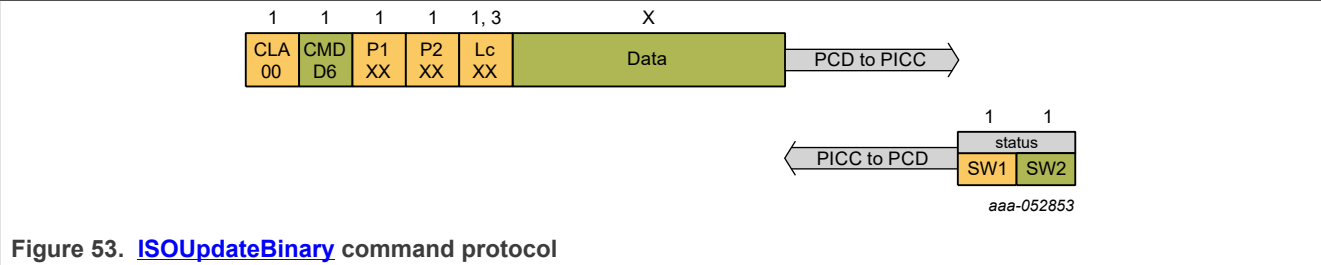 1 1 1 1 1, 3 X
CLA CMD P1 P2 Lc Data PCD to PICC
00 D6 XX XX XX
1 1
status
PICC to PCD SW1 SW2
aaa-052853
Figure 53. ISOUpdateBinary command protocol